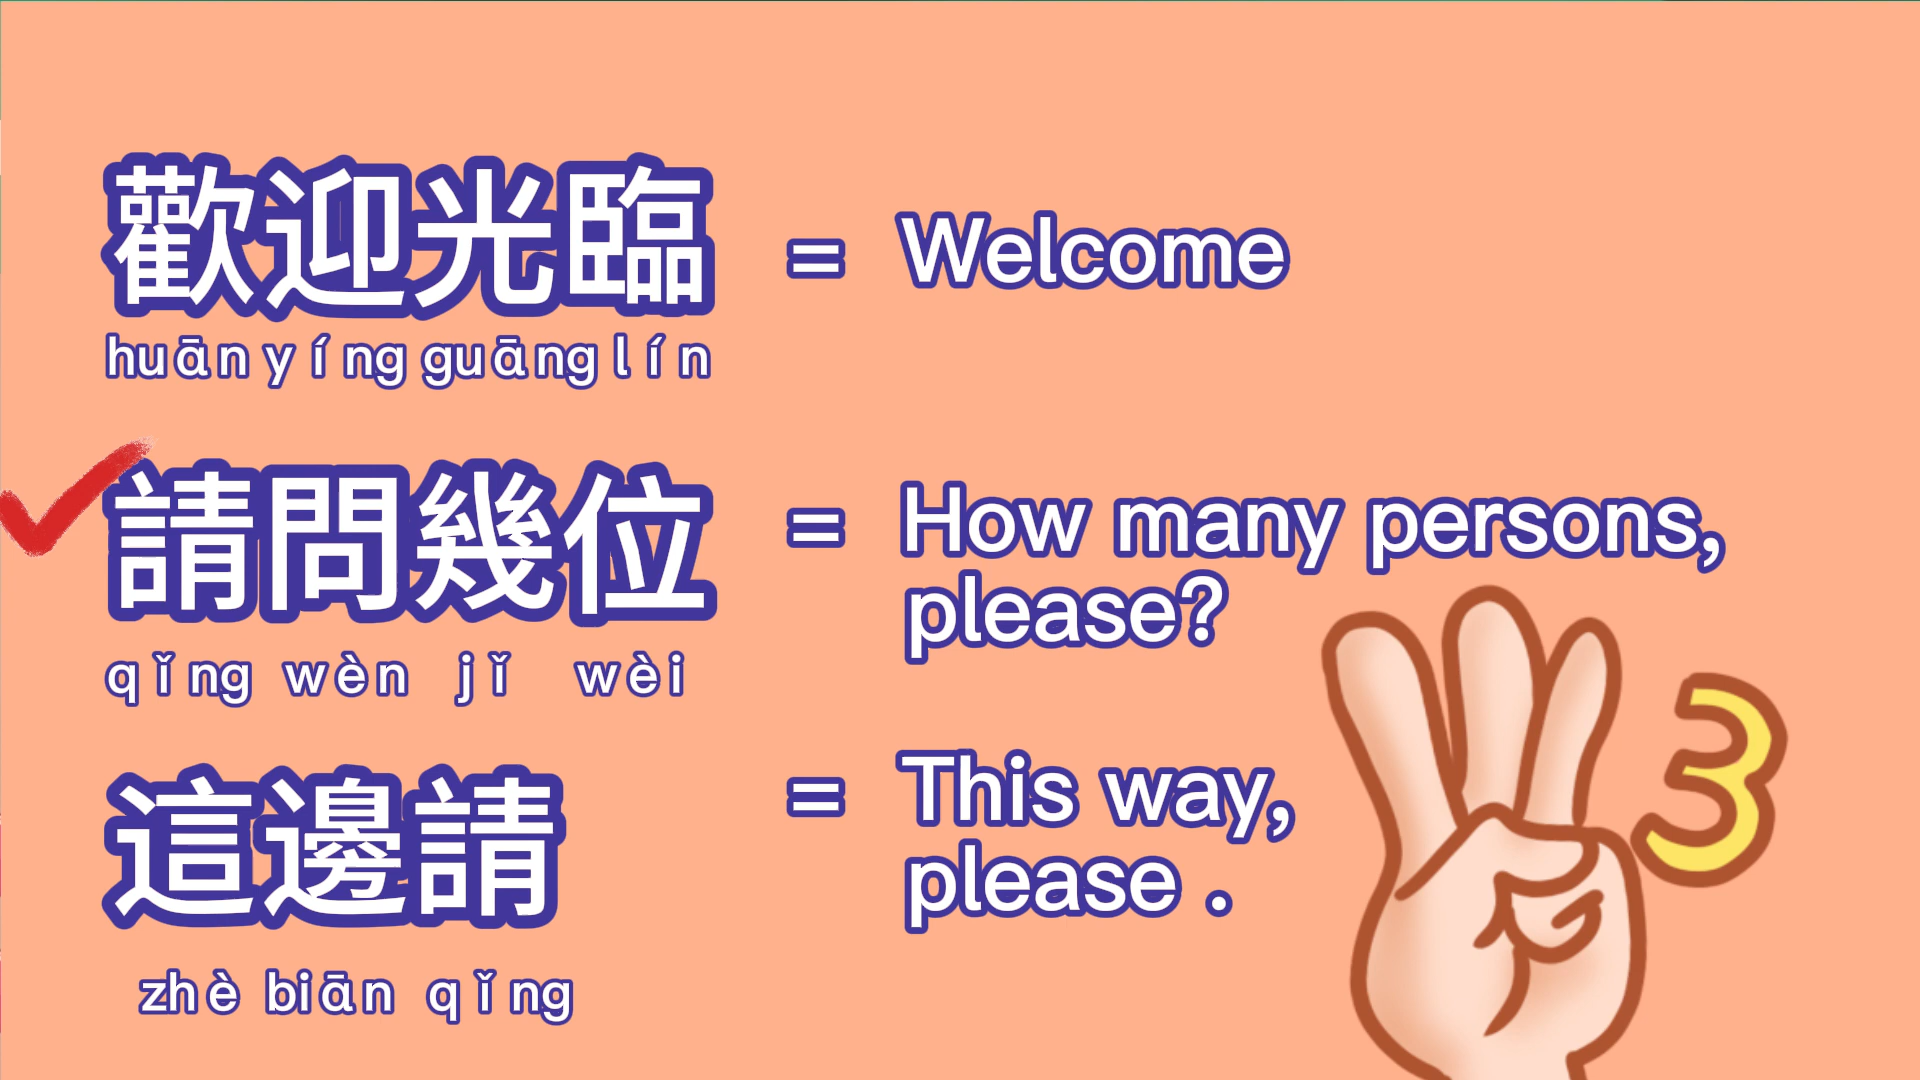 歡迎光臨 = Welcome
huān yíng guāng lín
請問幾位 = How many persons,
please?
qǐng wèn jǐ wèi
3
這邊請 = This way,
please .
zhè biān qǐng